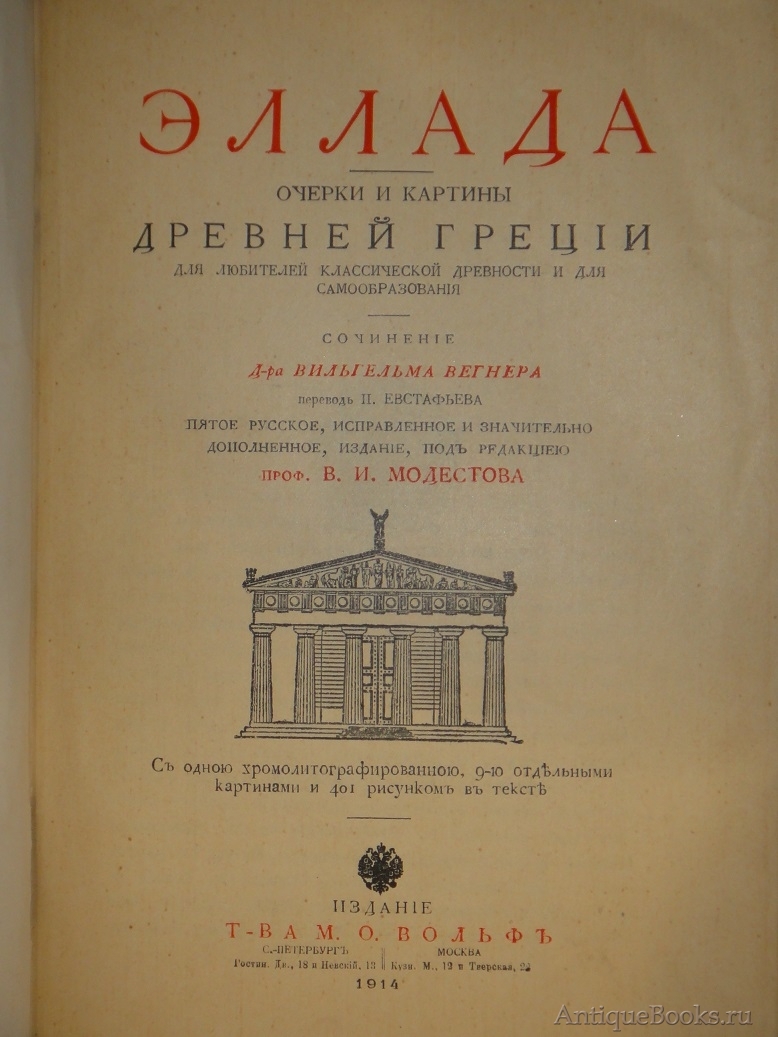 ЭЛЛАДА
ОЧЕРКИ И КАРТИНЫ
ДРЕВНЕЙ ГРЕЦІИ
ДЛЯ ЛЮБИТЕЛЕЙ КЛАССИЧЕСКОЙ ДРЕВНОСТИ И ДЛЯ
САМООБРАЗОВАНІЯ
СОЧИНЕНІЕ
Д-ра ВИЛЬГЕЛЬМА ВЕГНЕРА
переводъ П. ЕВСТАФЬЕВА
ПЯТОЕ РУССКОЕ, ИСПРАВЛЕННОЕ И ЗНАЧИТЕЛЬНО
ДОПОЛНЕННОЕ, ИЗДАНІЕ, ПОДЪ РЕДАКЦІЕЮ
ПРОФ. В. И. МОДЕСТОВА
Съ одною хромолитографированною, 9-ю отдѣльными
картинами и 401 рисункомъ въ текстѣ
ИЗДАНІЕ
Т-ВА М. О. ВОЛЬФЪ
С.-ПЕТЕРБУРГЪ МОСКВА
Гостин. Дв., 18 и Невскій, 13 Кузн. М., 12 и Тверская, 22
1914
AntiqueBooks.ru